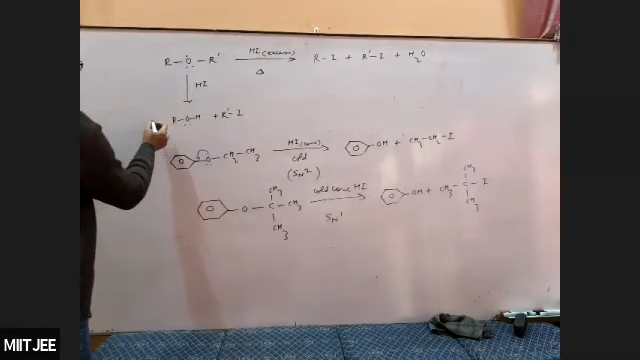 R-Ö-R' HI(excess) Δ R-I + R'-I + H2O
HI
R-O-H + R'-I
O-CH2-CH3 HI(conc) cold (SN2) OH + CH3-CH2-I
O-C-CH3 CH3 CH3 cold conc HI SN1 OH + CH3-C-I CH3 CH3
MIIT JEE